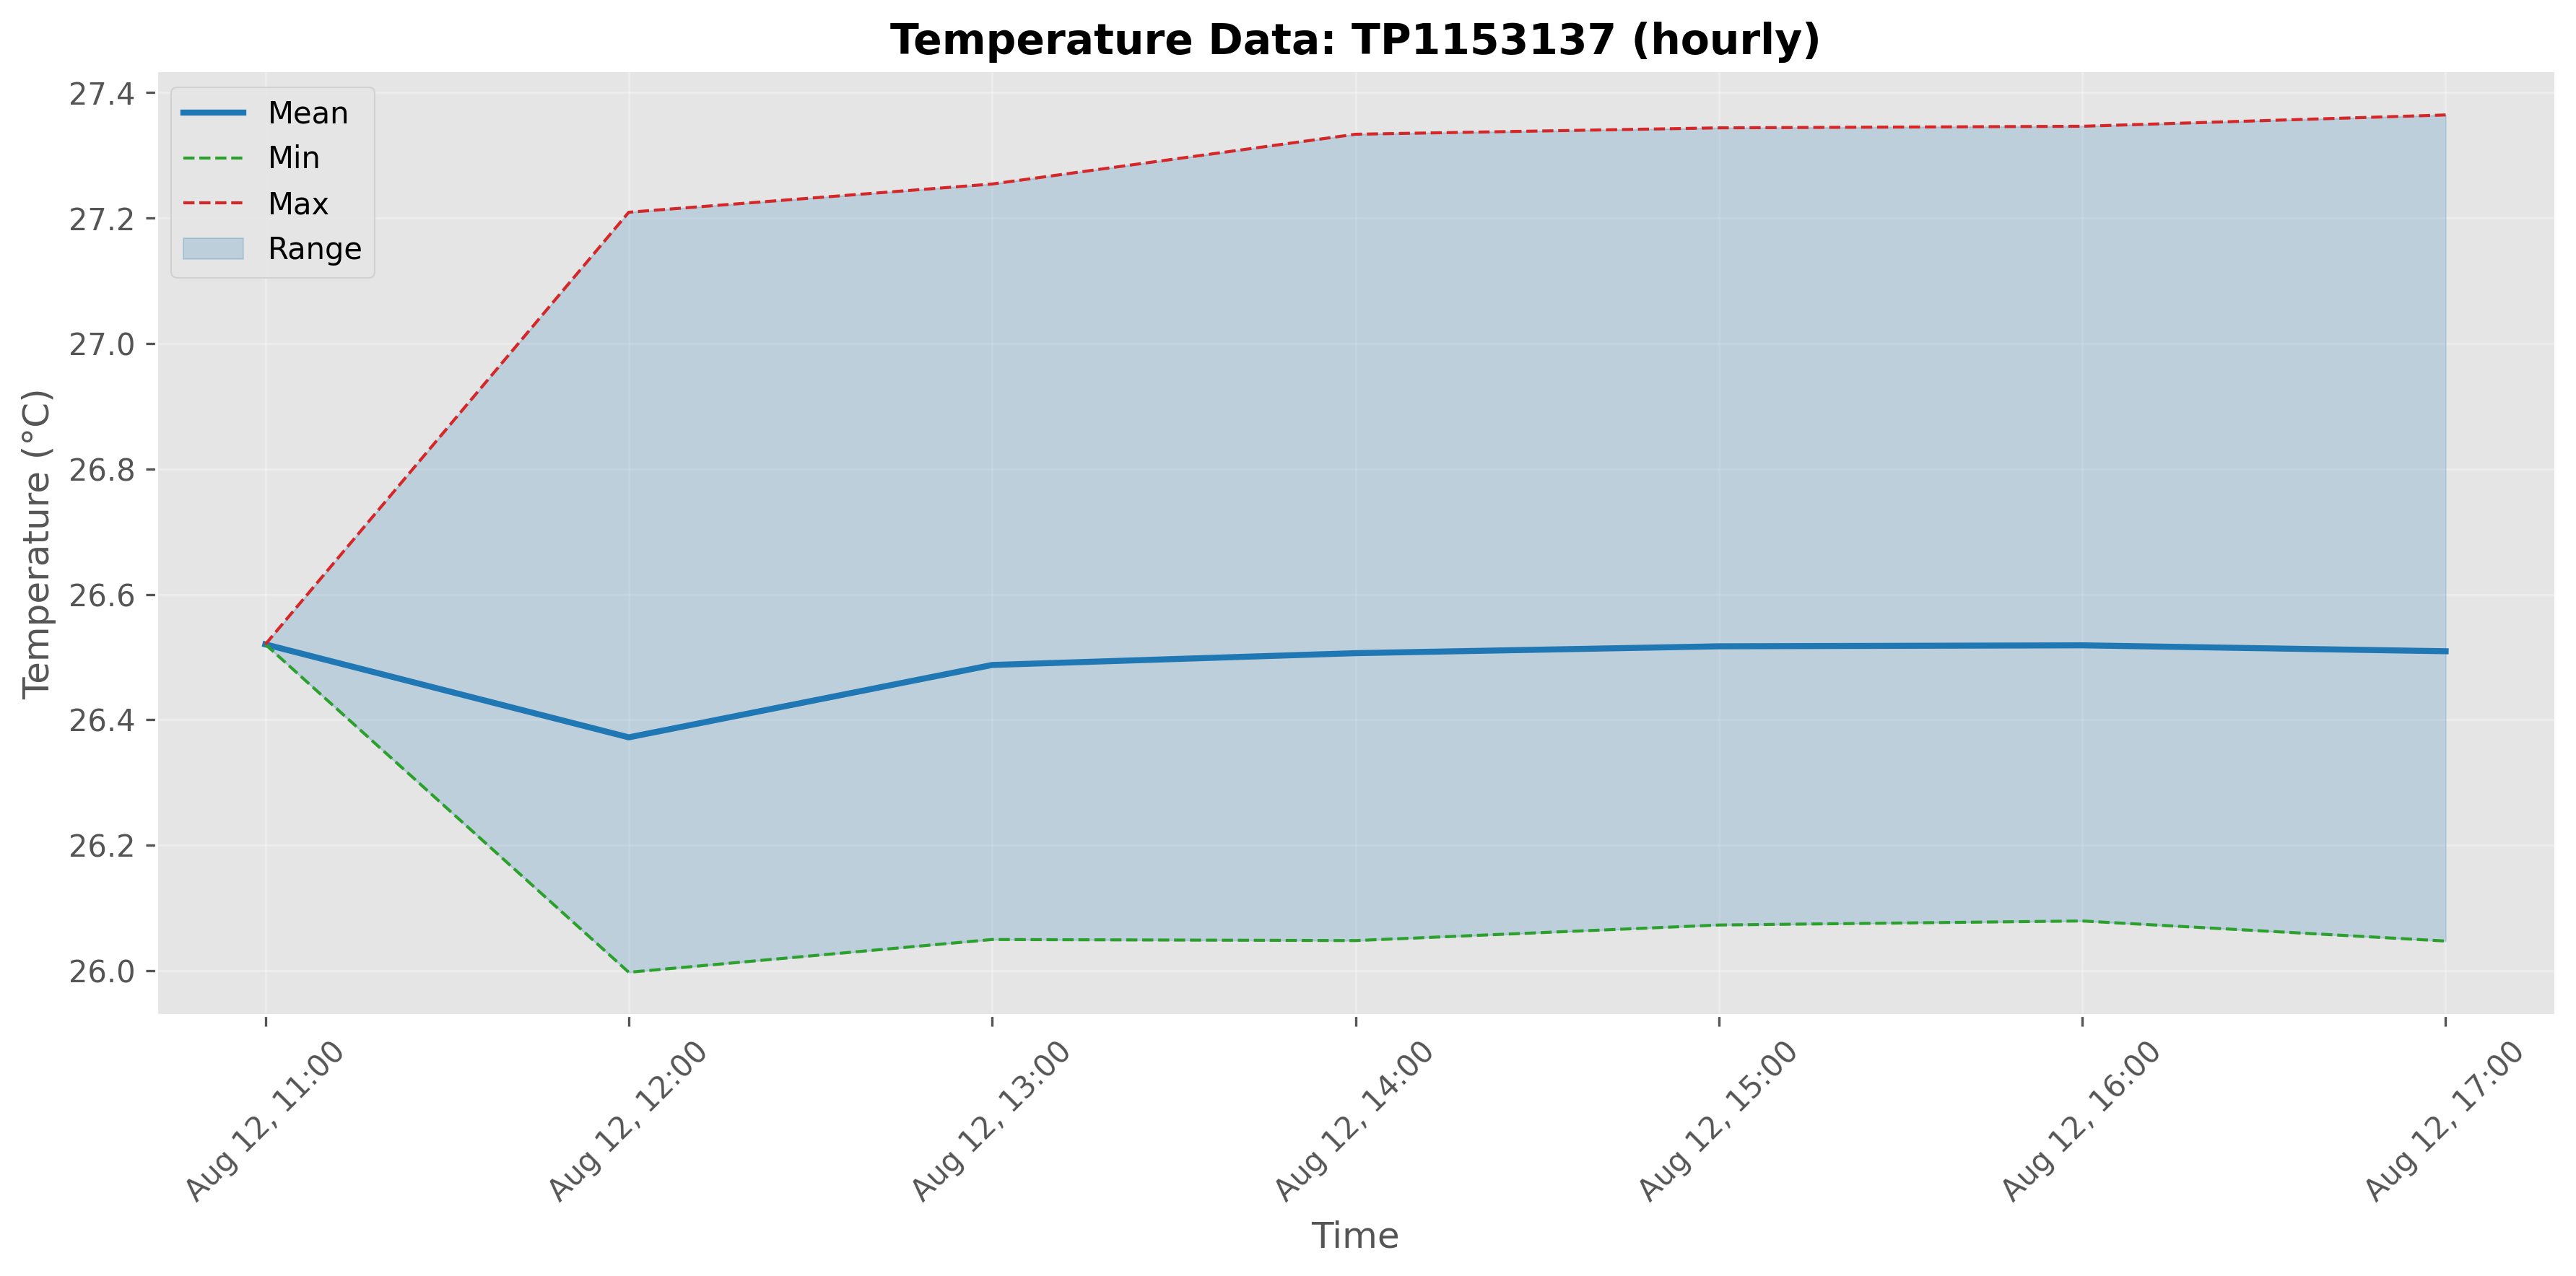 Temperature Data: TP1153137 (hourly)
Mean
Min
Max
Range
Temperature (°C)
27.4
27.2
27.0
26.8
26.6
26.4
26.2
26.0
Aug 12, 11:00
Aug 12, 12:00
Aug 12, 13:00
Aug 12, 14:00
Aug 12, 15:00
Aug 12, 16:00
Aug 12, 17:00
Time